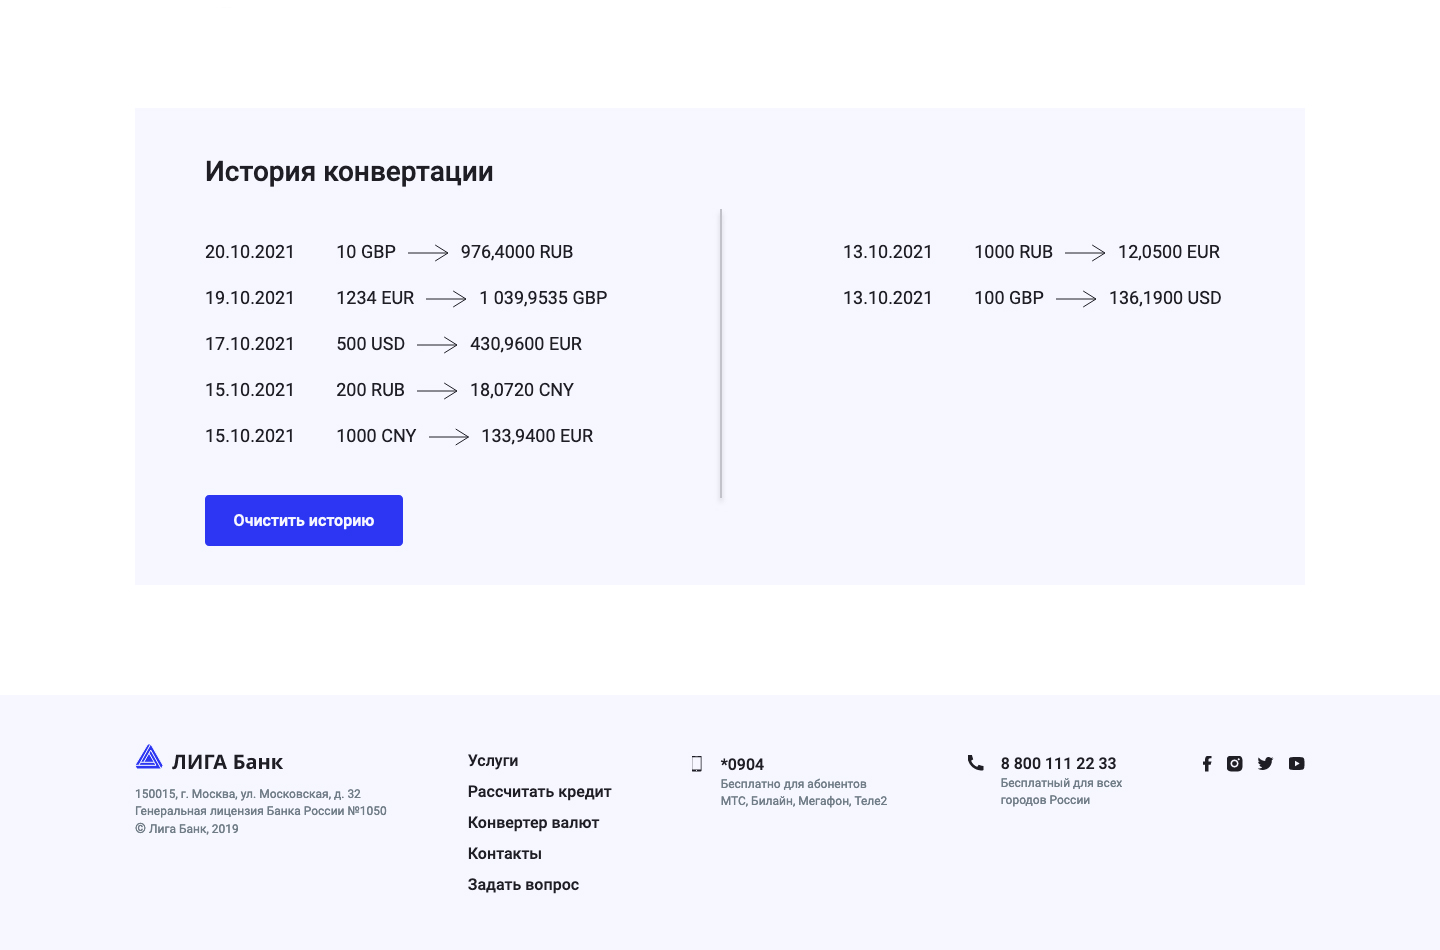 История конвертации
20.10.2021 10 GBP 976,4000 RUB
19.10.2021 1234 EUR 1 039,9535 GBP
17.10.2021 500 USD 430,9600 EUR
15.10.2021 200 RUB 18,0720 CNY
15.10.2021 1000 CNY 133,9400 EUR
13.10.2021 1000 RUB 12,0500 EUR
13.10.2021 100 GBP 136,1900 USD
Очистить историю
ЛИГА Банк
150015, г. Москва, ул. Московская, д. 32
Генеральная лицензия Банка России №1050
© Лига Банк, 2019
Услуги
Рассчитать кредит
Конвертер валют
Контакты
Задать вопрос
*0904
Бесплатно для абонентов
МТС, Билайн, Мегафон, Теле2
8 800 111 22 33
Бесплатный для всех
городов России